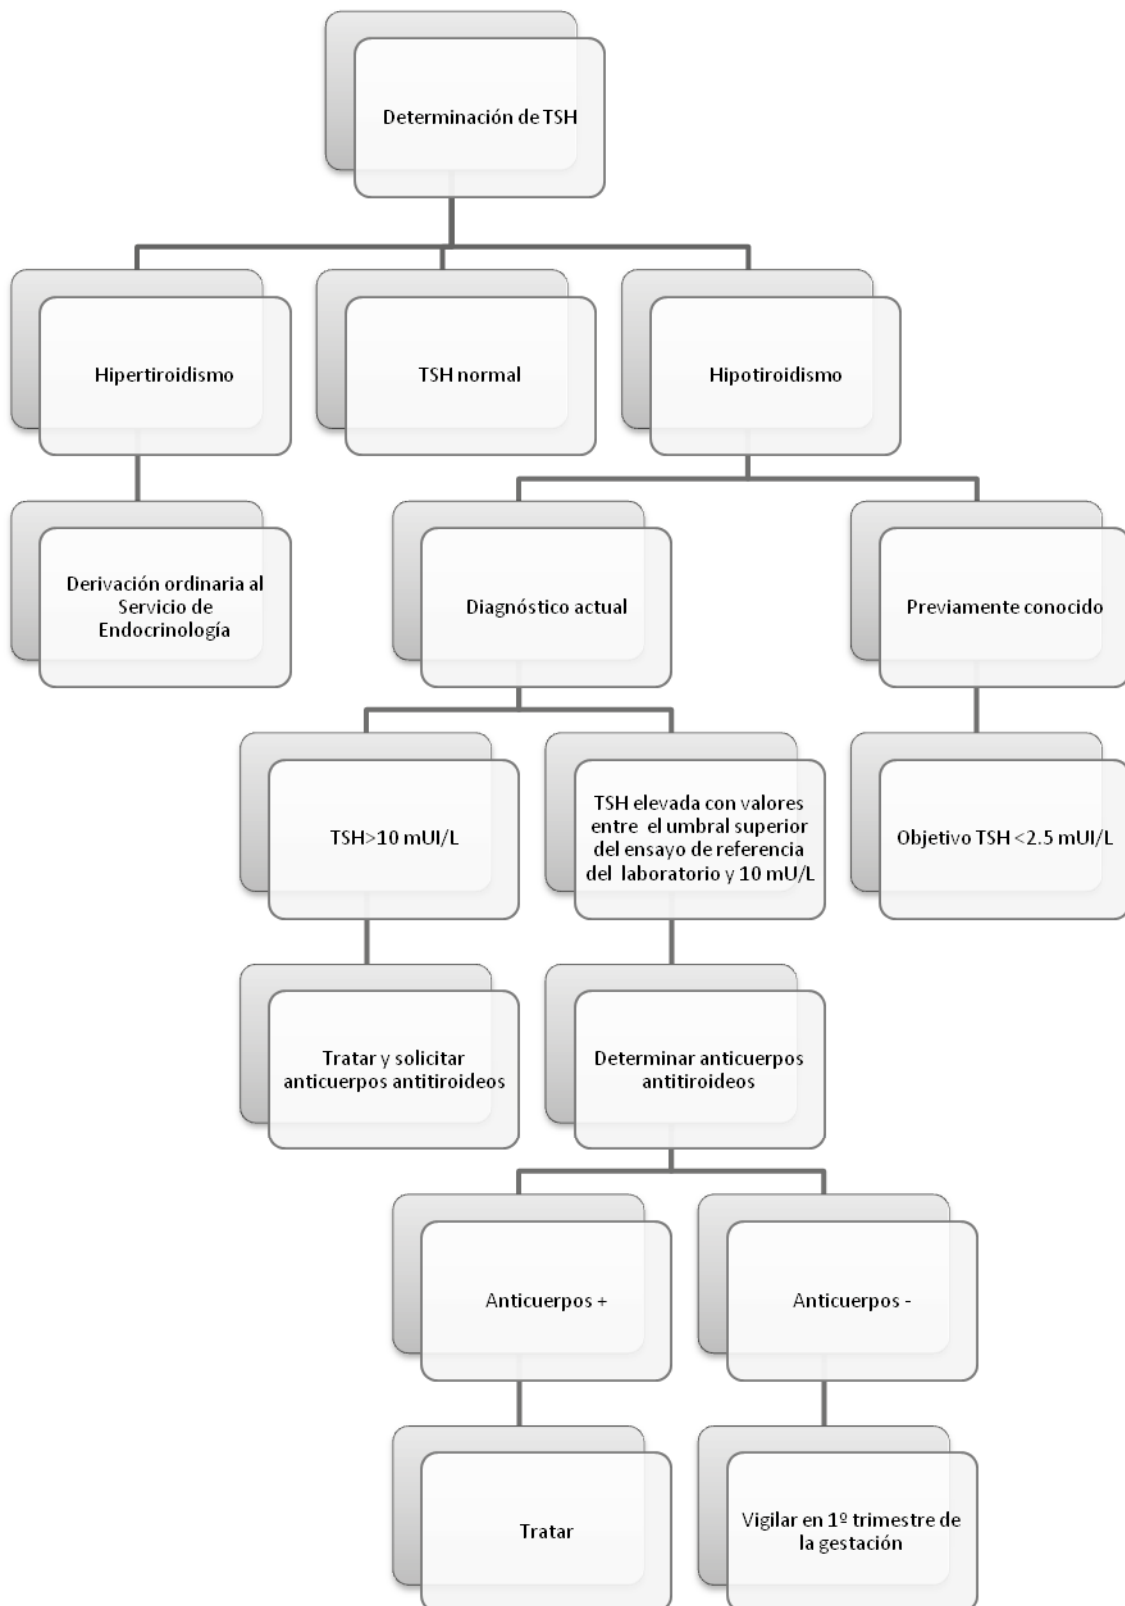 Determinación de TSH
Hipertiroidismo
TSH normal
Hipotiroidismo
Derivación ordinaria al
Servicio de
Endocrinología
Diagnóstico actual
Previamente conocido
TSH>10 mUI/L
TSH elevada con valores
entre el umbral superior
del ensayo de referencia
del laboratorio y 10 mU/L
Objetivo TSH <2.5 mUI/L
Tratar y solicitar
anticuerpos antitiroideos
Determinar anticuerpos
antitiroideos
Anticuerpos +
Anticuerpos -
Tratar
Vigilar en 1º trimestre de
la gestación